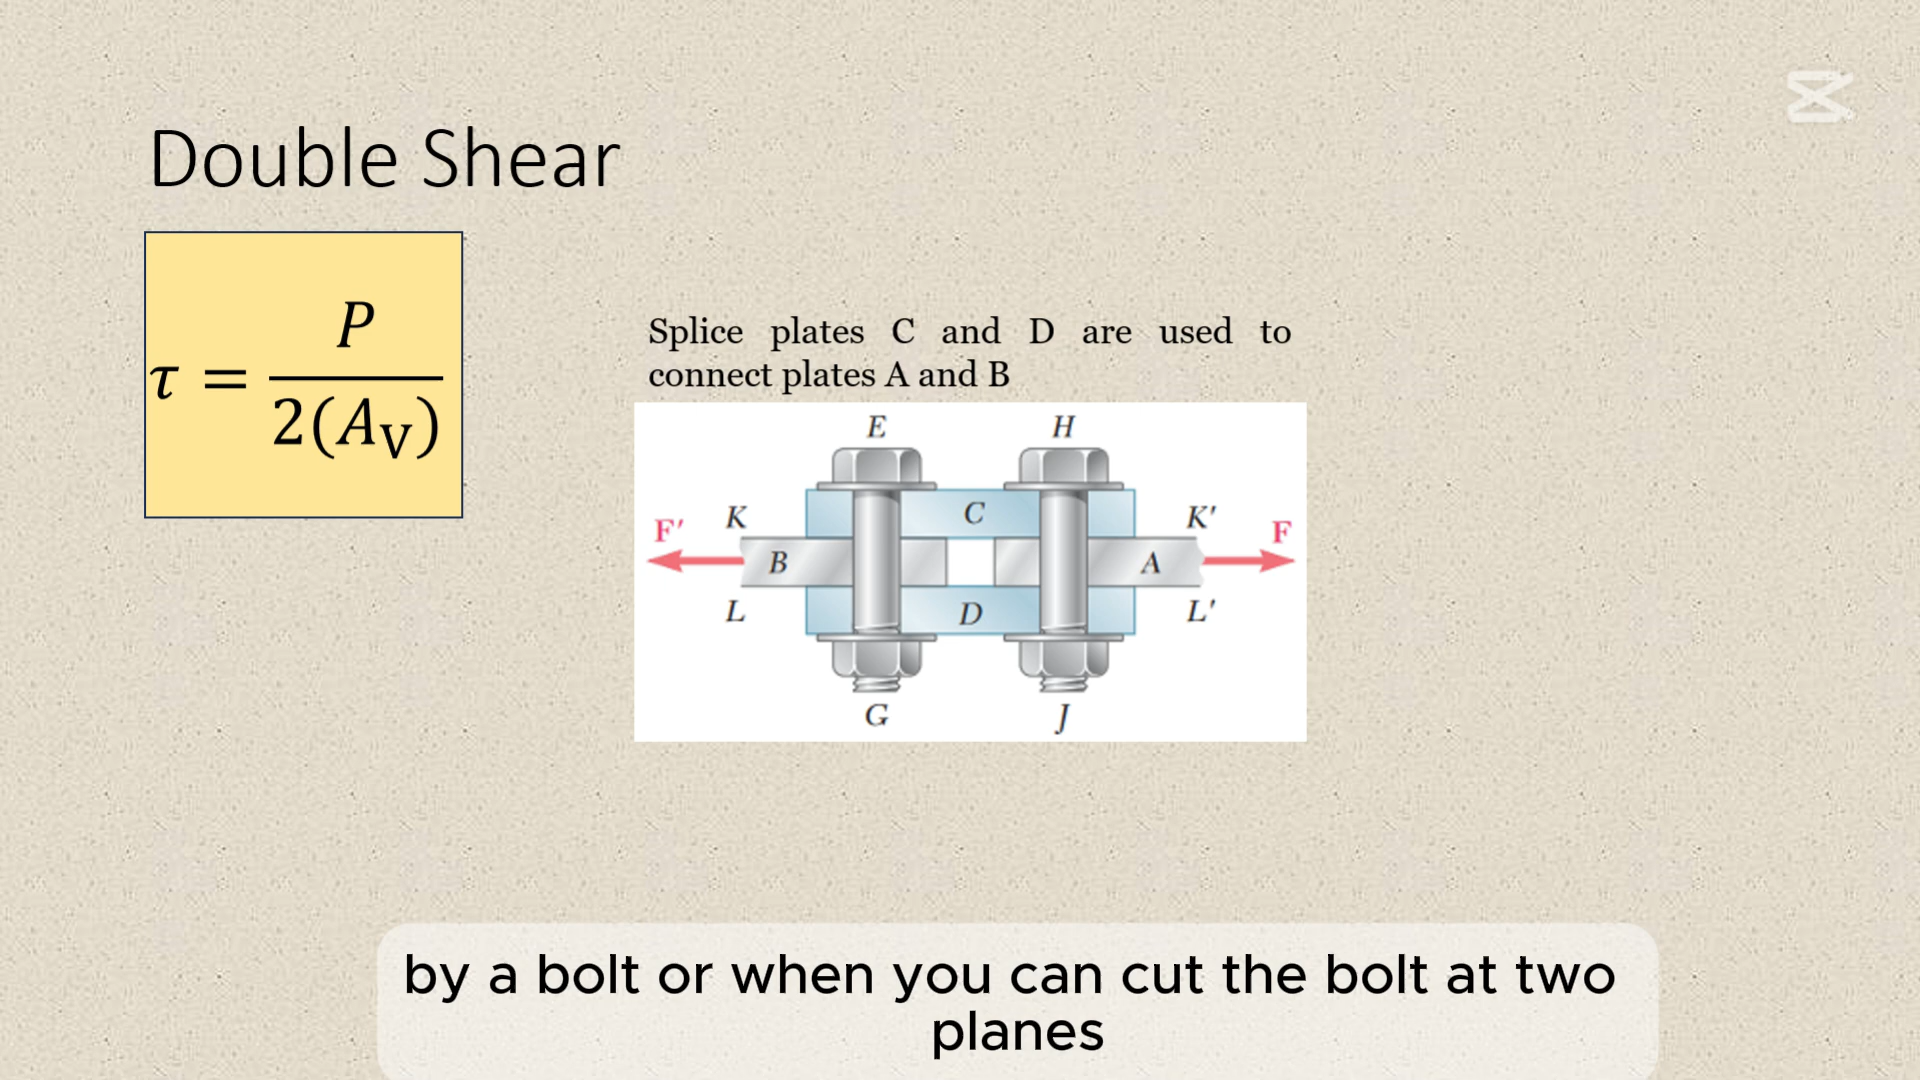 Double Shear
τ = P / 2(A_V)
Splice plates C and D are used to
connect plates A and B
E H
K C K'
F' F
B A
L D L'
G J
by a bolt or when you can cut the bolt at two
planes